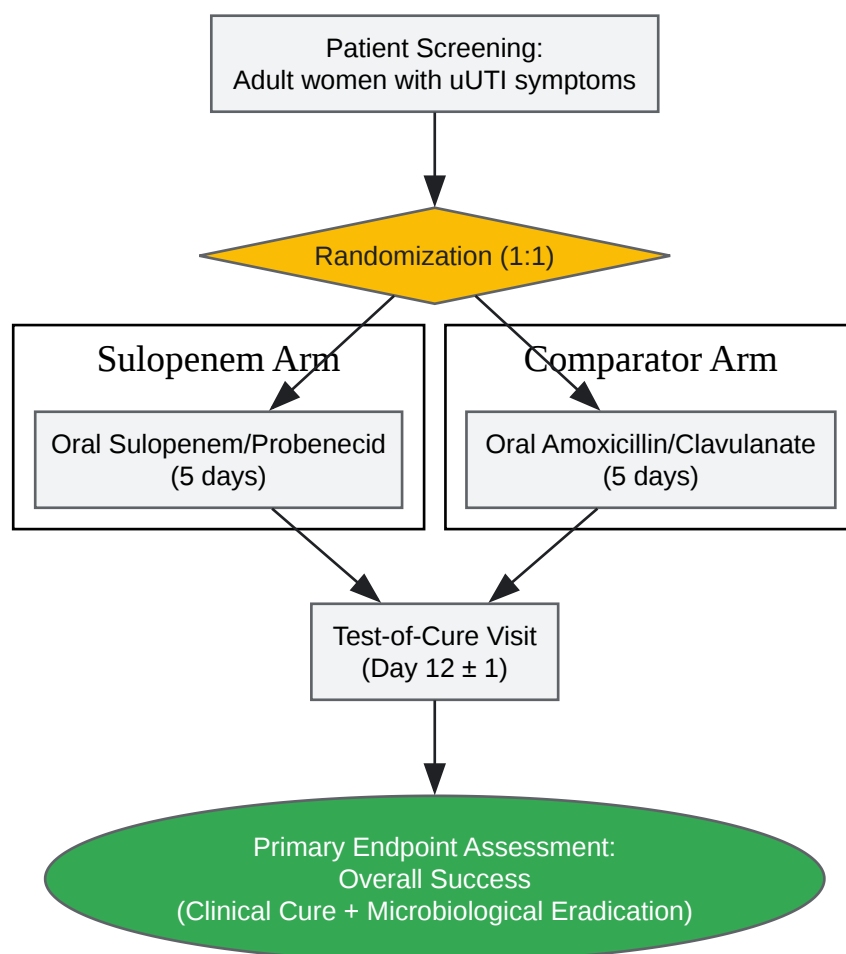 Patient Screening:
Adult women with uUTI symptoms
Randomization (1:1)
Sulopenem Arm
Oral Sulopenem/Probenecid
(5 days)
Comparator Arm
Oral Amoxicillin/Clavulanate
(5 days)
Test-of-Cure Visit
(Day 12 ± 1)
Primary Endpoint Assessment:
Overall Success
(Clinical Cure + Microbiological Eradication)